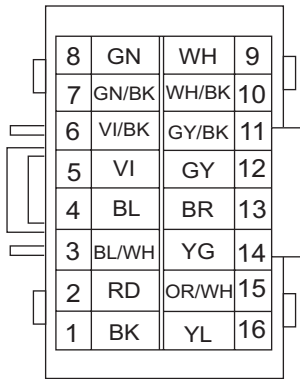 8 GN WH 9
7 GN/BK WH/BK 10
6 VI/BK GY/BK 11
5 VI GY 12
4 BL BR 13
3 BL/WH YG 14
2 RD OR/WH 15
1 BK YL 16